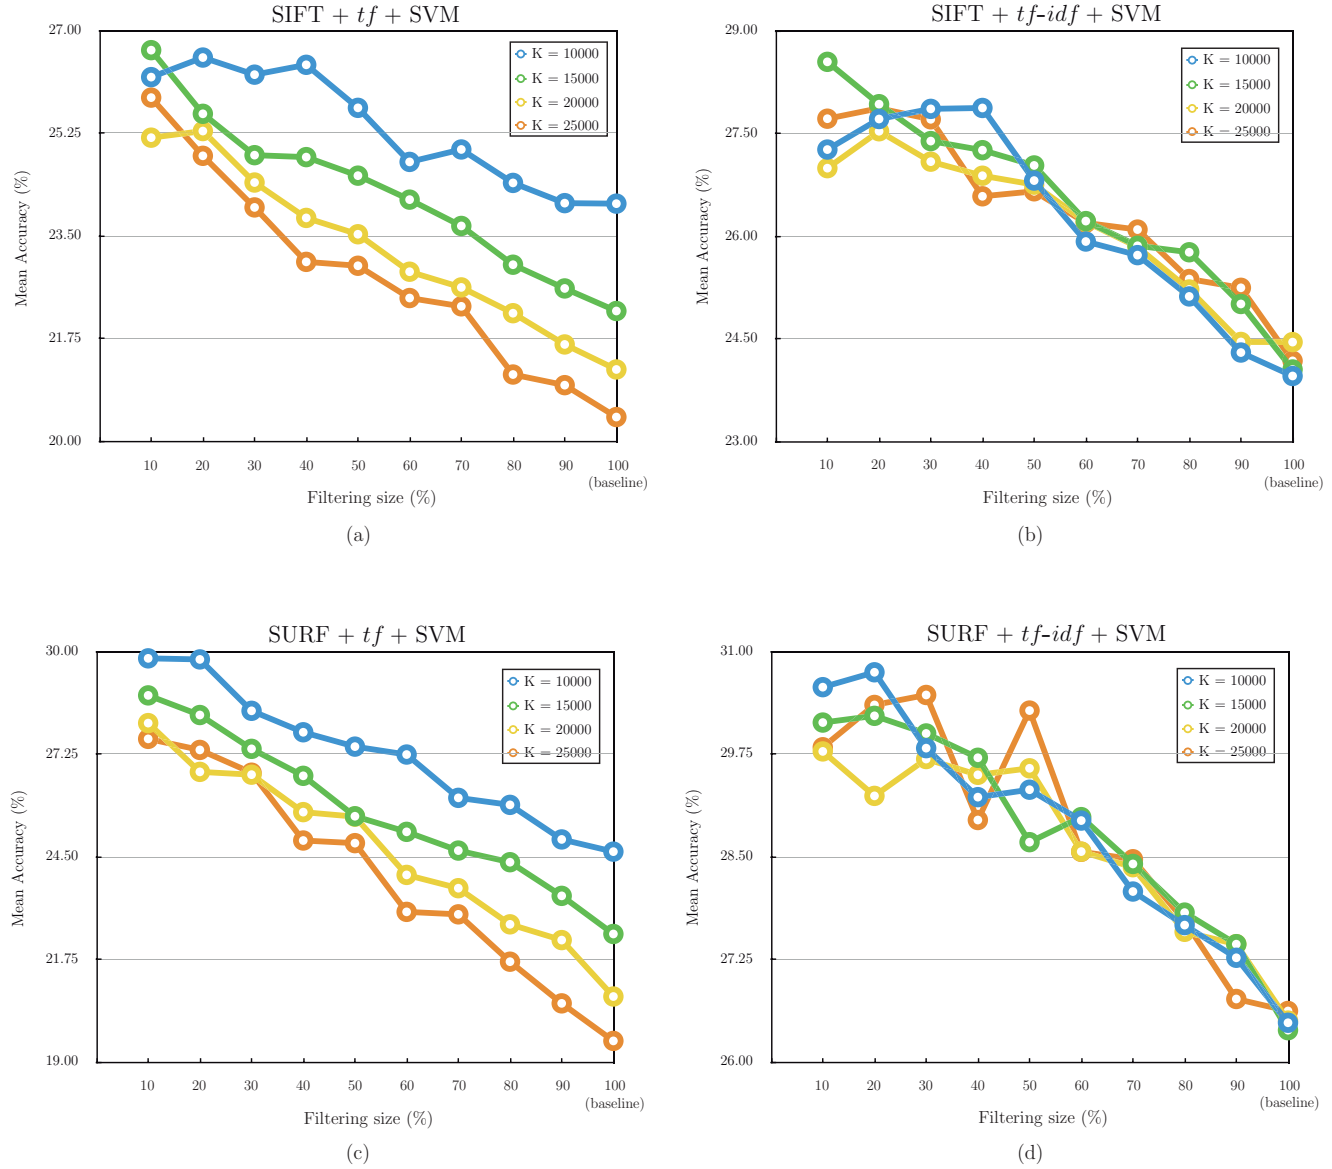 SIFT + tf + SVM
27.00
25.25
23.50
21.75
20.00
Mean Accuracy (%)
K = 10000
K = 15000
K = 20000
K = 25000
10 20 30 40 50 60 70 80 90 100
(baseline)
Filtering size (%)
(a)
SIFT + tf-idf + SVM
29.00
27.50
26.00
24.50
23.00
Mean Accuracy (%)
K = 10000
K = 15000
K = 20000
K = 25000
10 20 30 40 50 60 70 80 90 100
(baseline)
Filtering size (%)
(b)
SURF + tf + SVM
30.00
27.25
24.50
21.75
19.00
Mean Accuracy (%)
K = 10000
K = 15000
K = 20000
K = 25000
10 20 30 40 50 60 70 80 90 100
(baseline)
Filtering size (%)
(c)
SURF + tf-idf + SVM
31.00
29.75
28.50
27.25
26.00
Mean Accuracy (%)
K = 10000
K = 15000
K = 20000
K = 25000
10 20 30 40 50 60 70 80 90 100
(baseline)
Filtering size (%)
(d)